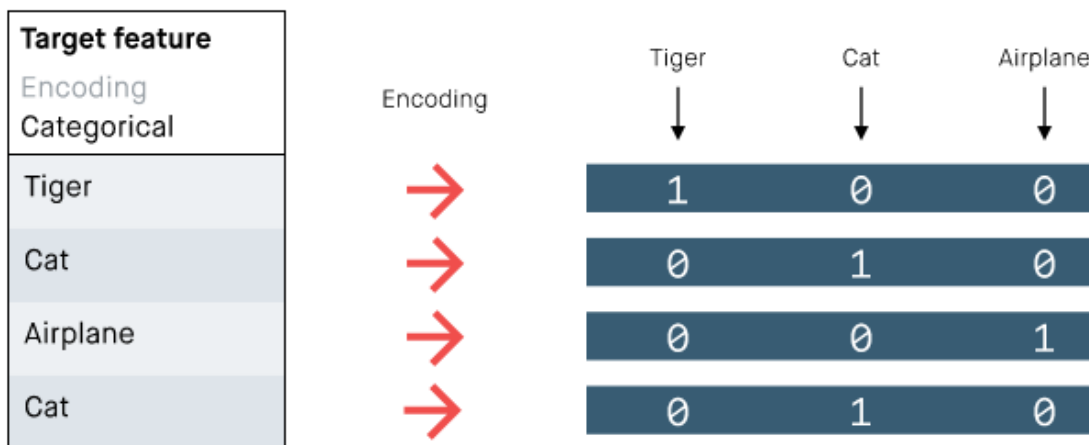 Target feature
Encoding
Categorical
Encoding
Tiger Cat Airplane
Tiger 1 0 0
Cat 0 1 0
Airplane 0 0 1
Cat 0 1 0